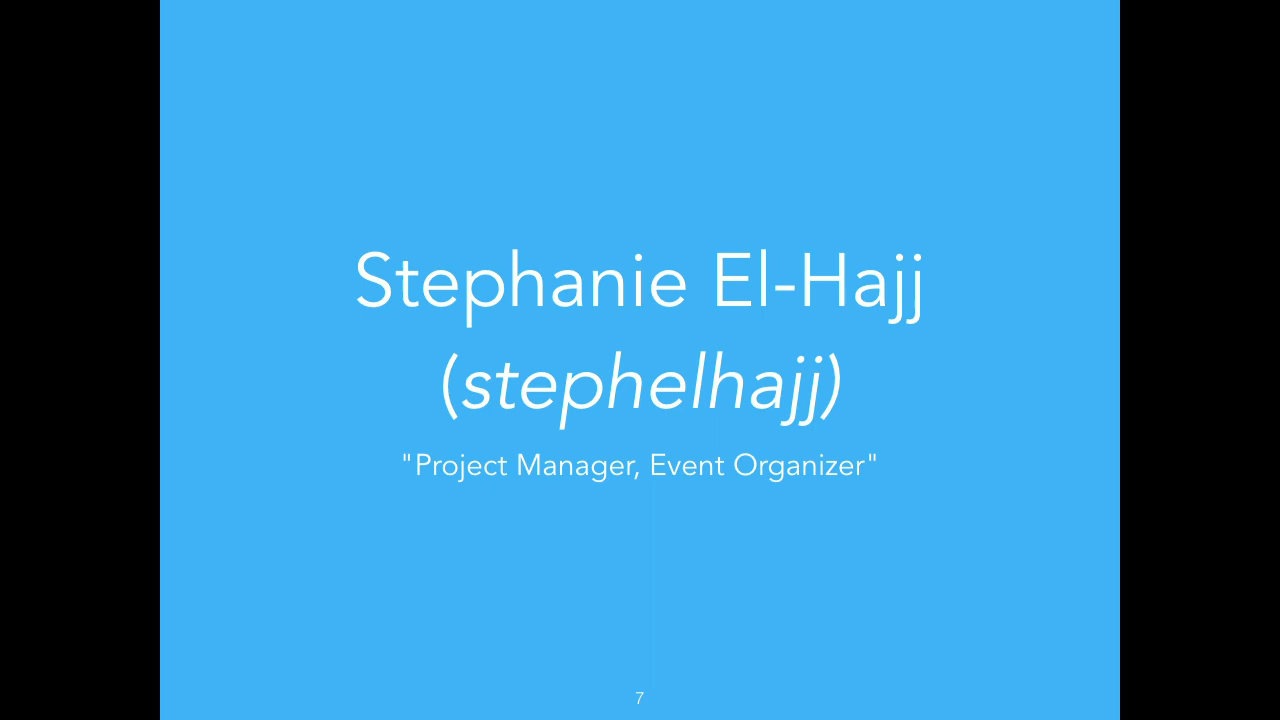 Stephanie El-Hajj
(stephelhajj)
"Project Manager, Event Organizer"
7